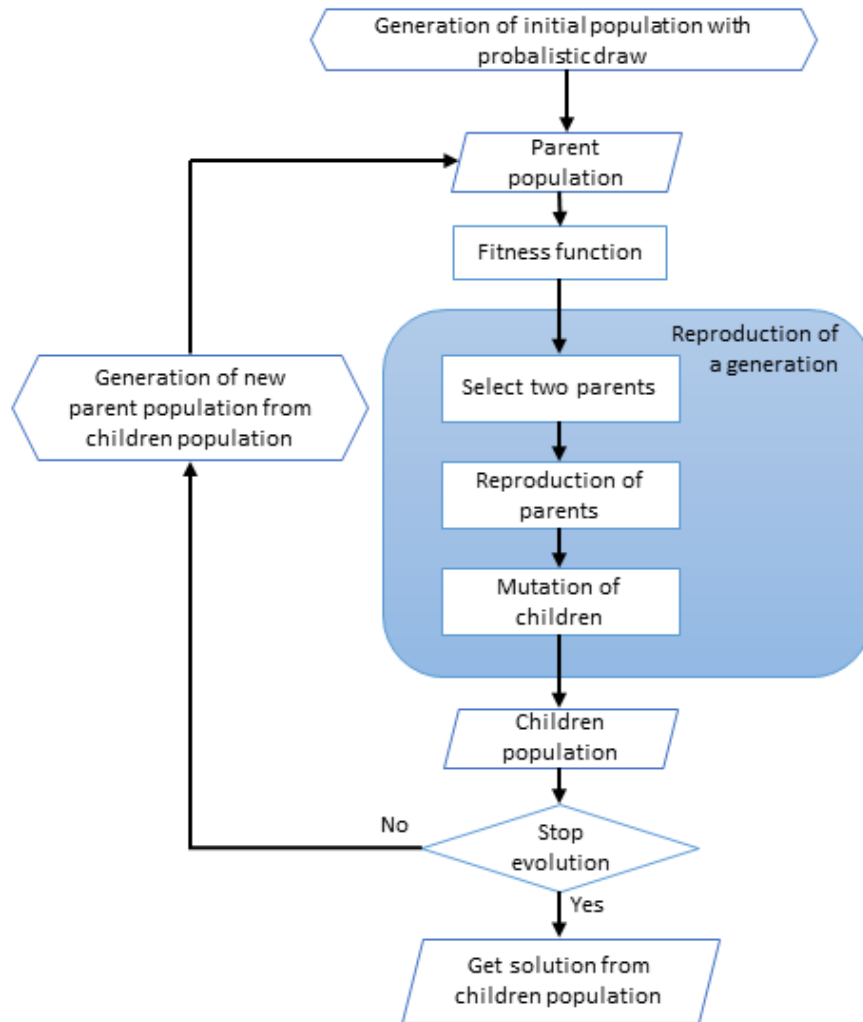 Generation of initial population with
probalistic draw
Parent
population
Fitness function
Reproduction of
a generation
Select two parents
Generation of new
parent population from
children population
Reproduction of
parents
Mutation of
children
Children
population
No
Stop
evolution
Yes
Get solution from
children population